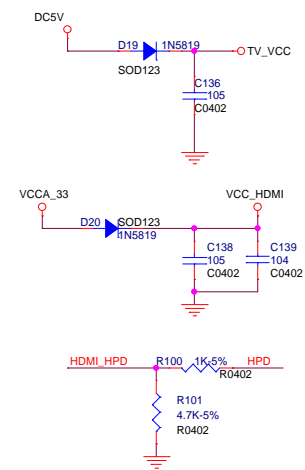 DC5V
D19 1N5819
TV_VCC
SOD123
C136
105
C0402
VCCA_33
VCC_HDMI
D20 SOD123
1N5819
C138
105
C0402
C139
104
C0402
HDMI_HPD R100 1K-5% HPD
R0402
R101
4.7K-5%
R0402